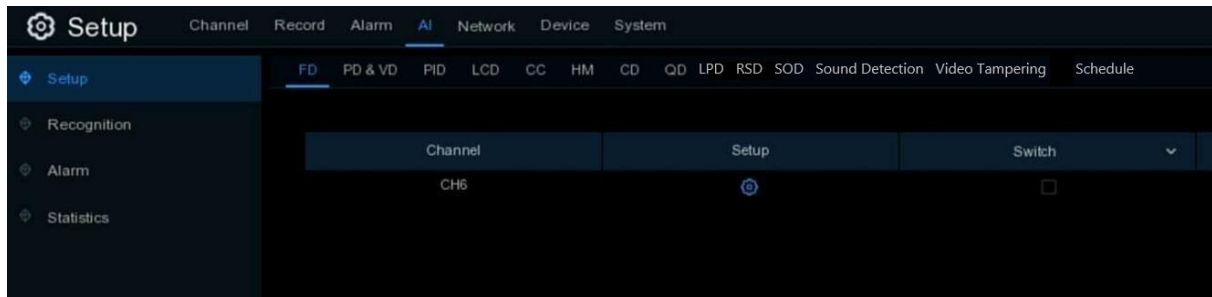 Setup Channel Record Alarm AI Network Device System
Setup
FD PD & VD PID LCD CC HM CD QD LPD RSD SOD Sound Detection Video Tampering Schedule
Recognition
Alarm
Statistics
Channel Setup Switch
CH6